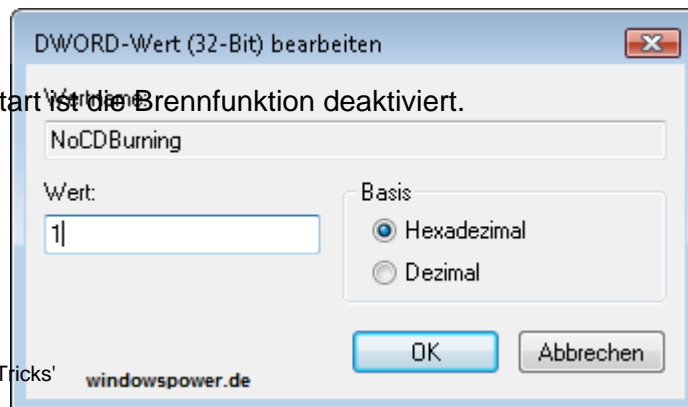 DWORD-Wert (32-Bit) bearbeiten
Wertname:
tart ist die Brennfunktion deaktiviert.
NoCDBurning
Wert:
1
Basis
Hexadezimal
Dezimal
OK
Abbrechen
Tricks'
windowspower.de